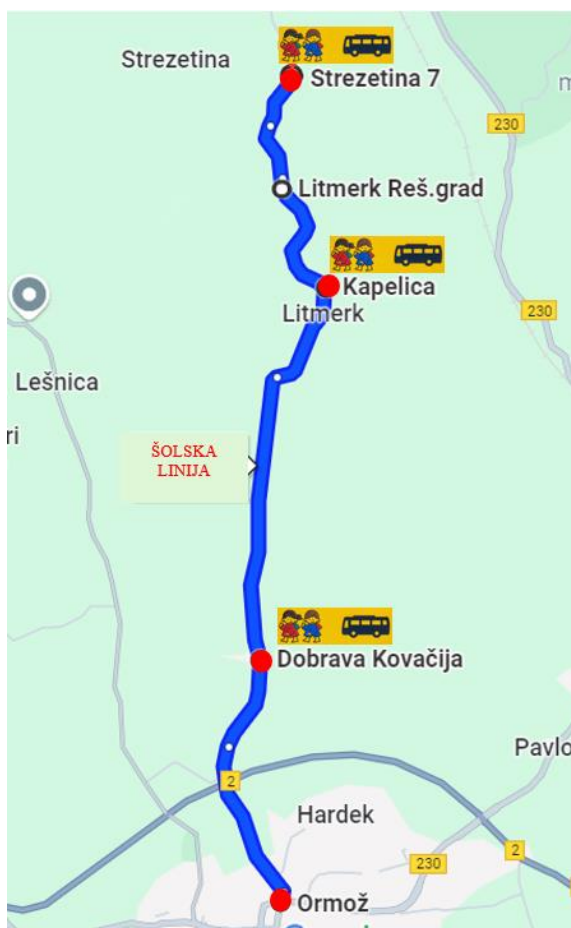 Strezetina
Strezetina 7
m
230
Litmerk Reš.grad
Kapelica
230
Litmerk
Lešnica
ri
ŠOLSKA
LINIJA
Dobrava Kovačija
Pavlo
2
Hardek
230
2
Ormož